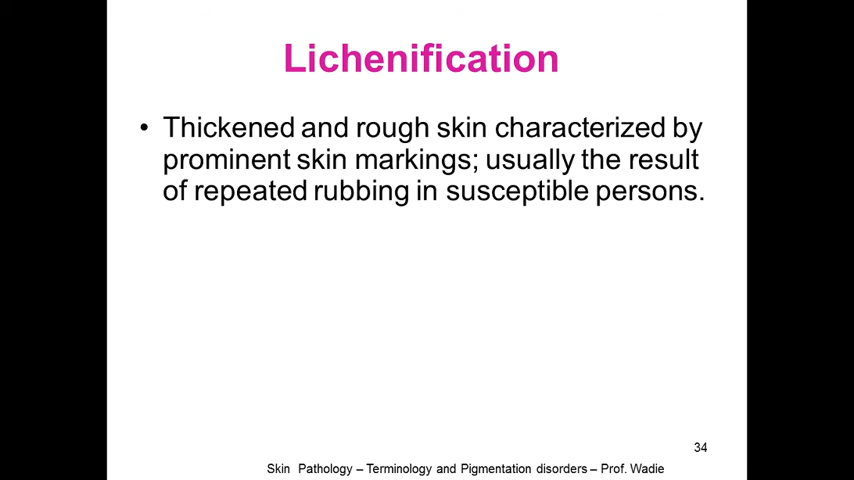 Lichenification
• Thickened and rough skin characterized by
prominent skin markings; usually the result
of repeated rubbing in susceptible persons.
34
Skin Pathology – Terminology and Pigmentation disorders – Prof. Wadie